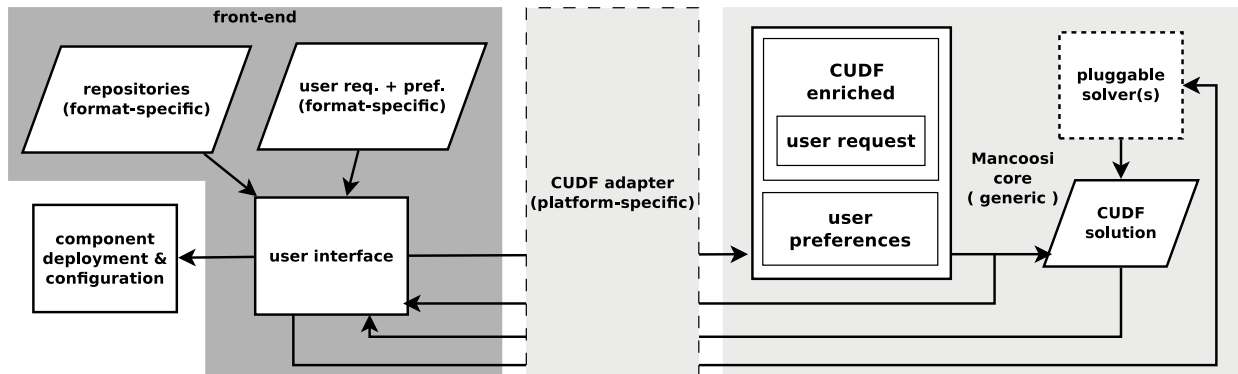 front-end
repositories
(format-specific)
user req. + pref.
(format-specific)
component
deployment &
configuration
user interface
CUDF adapter
(platform-specific)
CUDF
enriched
user request
user
preferences
Mancoosi
core
( generic )
pluggable
solver(s)
CUDF
solution